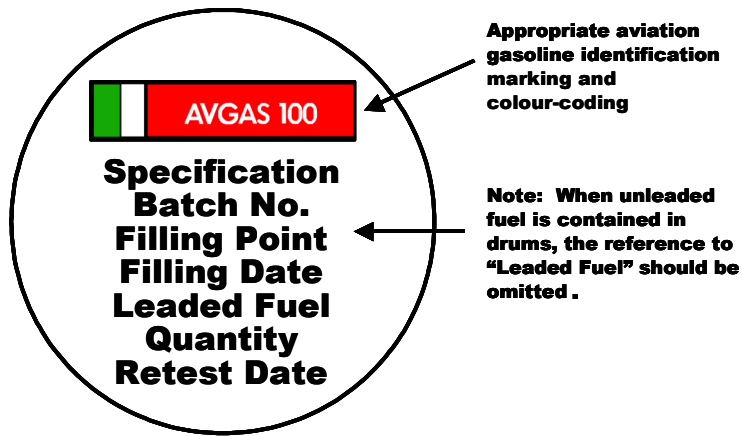 AVGAS 100
Specification
Batch No.
Filling Point
Filling Date
Leaded Fuel
Quantity
Retest Date
Appropriate aviation
gasoline identification
marking and
colour-coding
Note:  When unleaded
fuel is contained in
drums, the reference to
“Leaded Fuel” should be
omitted .